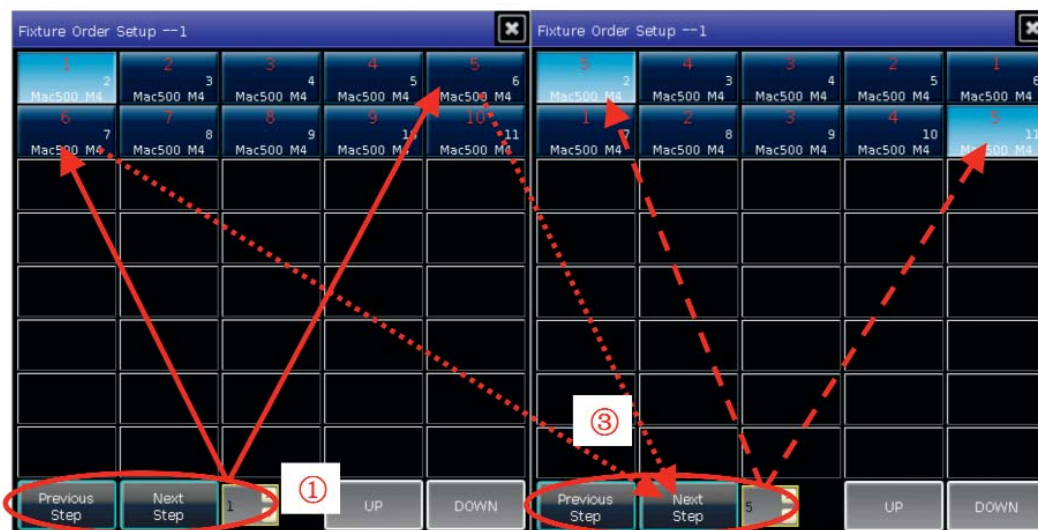 Fixture Order Setup --1
1 2 3 4 5
2 3 4 5 6
Mac500 M4 Mac500 M4 Mac500 M4 Mac500 M4 Mac500 M4
6 7 8 9 10
7 8 9 11
Mac500 M4 Mac500 M4 Mac500 M4 Mac500 M4 Mac500 M4
①
Previous Next
Step Step
1
UP DOWN
Fixture Order Setup --1
5 4 3 2 1
2 3 4 5 6
Mac500 M4 Mac500 M4 Mac500 M4 Mac500 M4 Mac500 M4
1 2 3 4 5
7 8 9 10 11
Mac500 M4 Mac500 M4 Mac500 M4 Mac500 M4 Mac500 M4
③
Previous Next
Step Step
5
UP DOWN